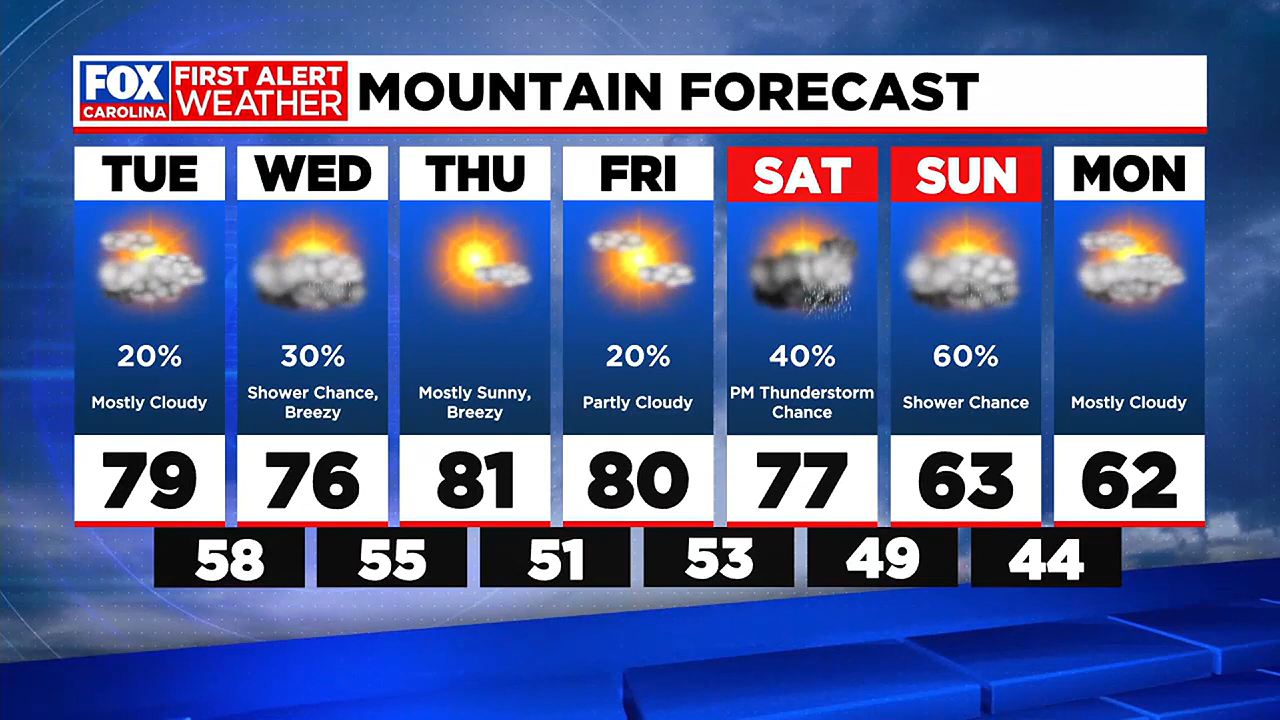 FOX
CAROLINA
FIRST ALERT
WEATHER
MOUNTAIN FORECAST
TUE
20%
Mostly Cloudy
79
WED
30%
Shower Chance,
Breezy
76
THU
Mostly Sunny,
Breezy
81
FRI
20%
Partly Cloudy
80
SAT
40%
PM Thunderstorm
Chance
77
SUN
60%
Shower Chance
63
MON
Mostly Cloudy
62
58
55
51
53
49
44